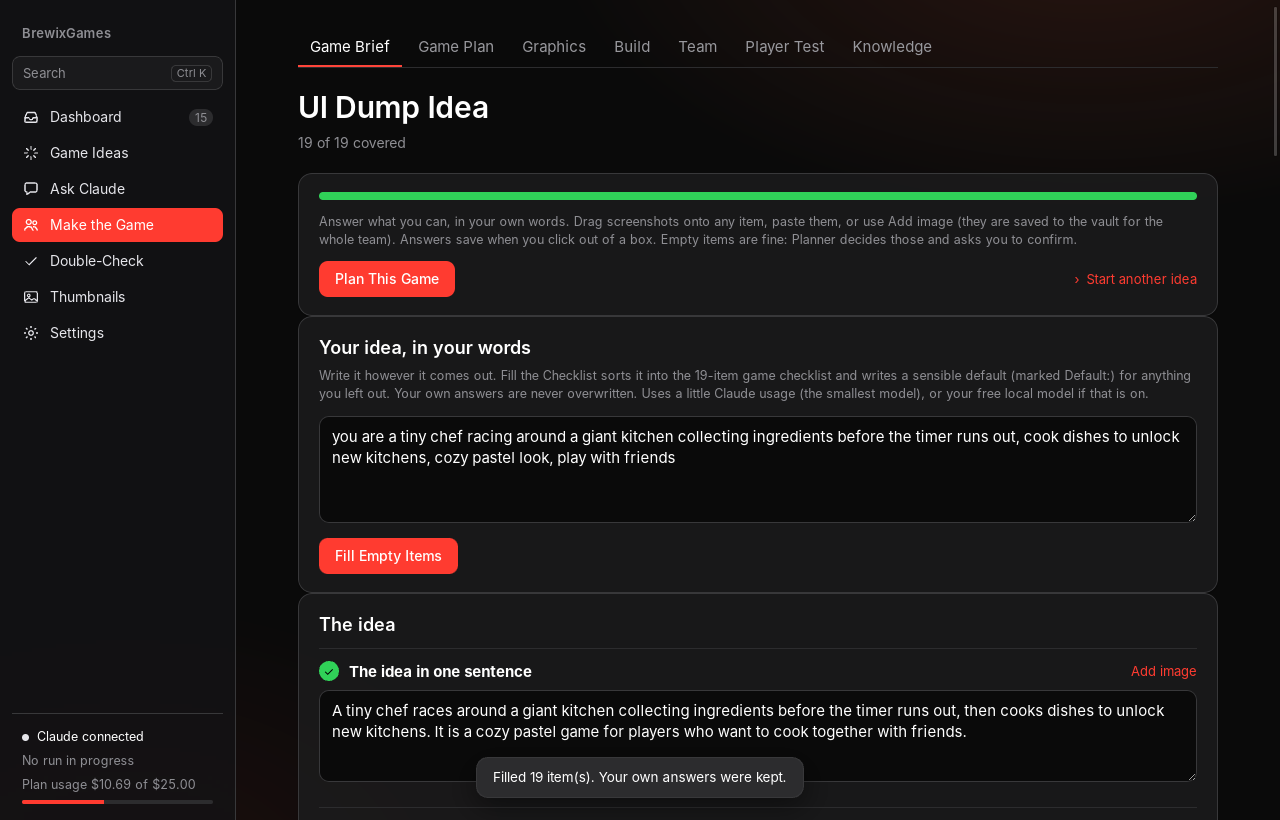 BrewixGames
Search
Ctrl K
Dashboard
15
Game Ideas
Ask Claude
Make the Game
Double-Check
Thumbnails
Settings
Claude connected
No run in progress
Plan usage $10.69 of $25.00
Game Brief
Game Plan
Graphics
Build
Team
Player Test
Knowledge
UI Dump Idea
19 of 19 covered
Answer what you can, in your own words. Drag screenshots onto any item, paste them, or use Add image (they are saved to the vault for the
whole team). Answers save when you click out of a box. Empty items are fine: Planner decides those and asks you to confirm.
Plan This Game
› Start another idea
Your idea, in your words
Write it however it comes out. Fill the Checklist sorts it into the 19-item game checklist and writes a sensible default (marked Default:) for anything
you left out. Your own answers are never overwritten. Uses a little Claude usage (the smallest model), or your free local model if that is on.
you are a tiny chef racing around a giant kitchen collecting ingredients before the timer runs out, cook dishes to unlock
new kitchens, cozy pastel look, play with friends
Fill Empty Items
The idea
The idea in one sentence
Add image
A tiny chef races around a giant kitchen collecting ingredients before the timer runs out, then cooks dishes to unlock
new kitchens. It is a cozy pastel game for players who want to cook together with friends.
Filled 19 item(s). Your own answers were kept.